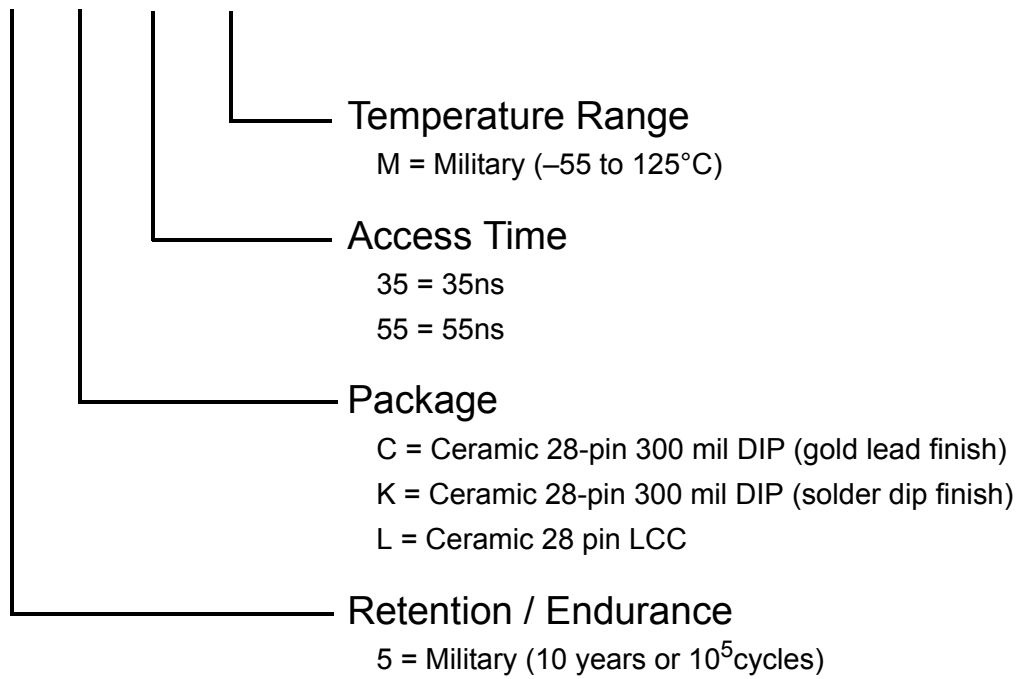 Temperature Range
M = Military (–55 to 125°C)
Access Time
35 = 35ns
55 = 55ns
Package
C = Ceramic 28-pin 300 mil DIP (gold lead finish)
K = Ceramic 28-pin 300 mil DIP (solder dip finish)
L = Ceramic 28 pin LCC
Retention / Endurance
5 = Military (10 years or 10⁵cycles)